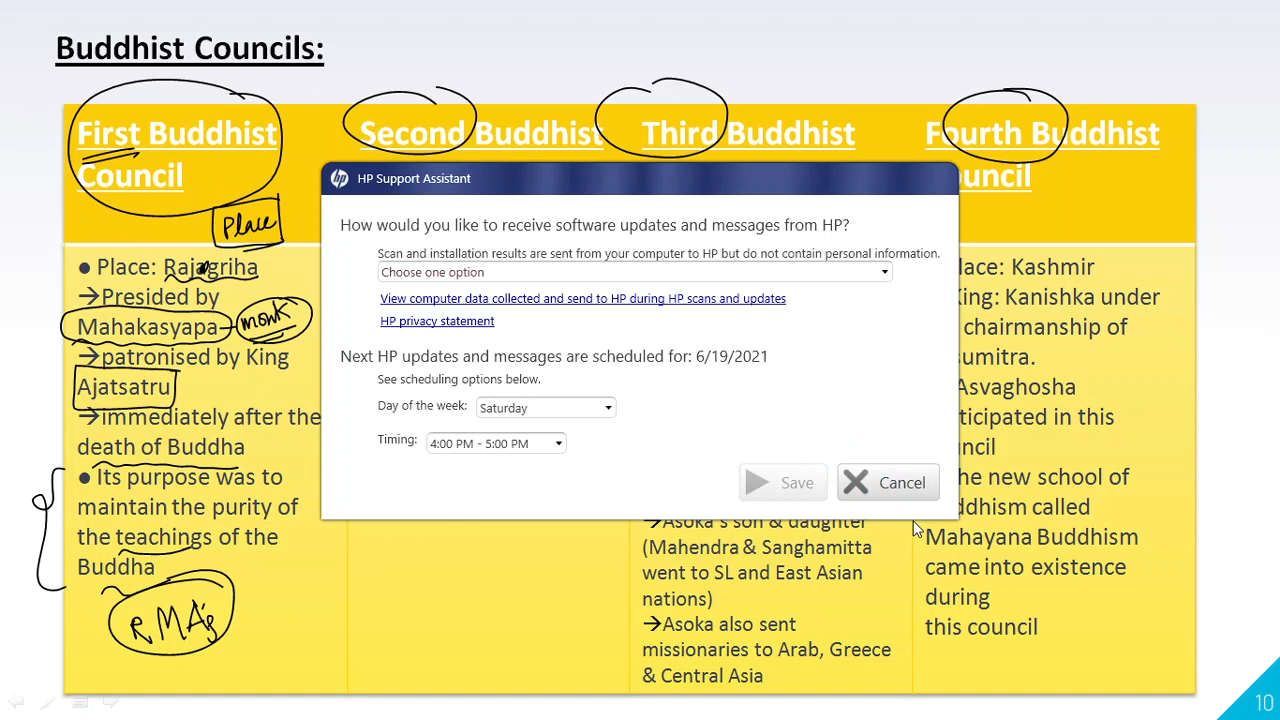 Buddhist Councils:
First Buddhist
Council
Place
● Place: Rajagriha
→Presided by
Mahakasyapa
monk
→patronised by King
Ajatsatru
→immediately after the
death of Buddha
● Its purpose was to
maintain the purity of
the teachings of the
Buddha
RMAj
Second Buddhist
Third Buddhist
→Asoka's son & daughter
(Mahendra & Sanghamitta
went to SL and East Asian
nations)
→Asoka also sent
missionaries to Arab, Greece
& Central Asia
Fourth Buddhist
ouncil
lace: Kashmir
ing: Kanishka under
chairmanship of
sumitra.
Asvaghosha
ticipated in this
ncil
he new school of
ddhism called
Mahayana Buddhism
came into existence
during
this council
hp HP Support Assistant
How would you like to receive software updates and messages from HP?
Scan and installation results are sent from your computer to HP but do not contain personal information.
Choose one option
View computer data collected and send to HP during HP scans and updates
HP privacy statement
Next HP updates and messages are scheduled for: 6/19/2021
See scheduling options below.
Day of the week: Saturday
Timing: 4:00 PM - 5:00 PM
Save Cancel
10